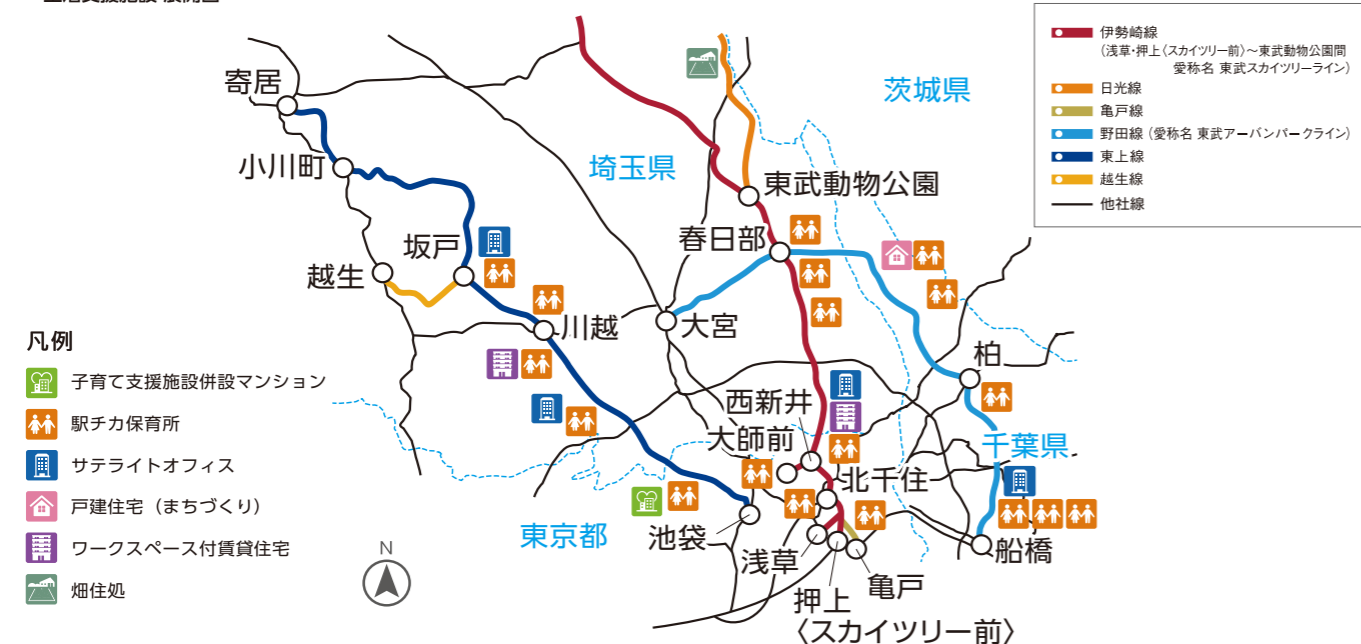 伊勢崎線
(浅草・押上〈スカイツリー前〉〜東武動物公園間
愛称名 東武スカイツリーライン)
日光線
亀戸線
野田線 (愛称名 東武アーバンパークライン)
東上線
越生線
他社線
茨城県
寄居
小川町
埼玉県
東武動物公園
春日部
坂戸
越生
川越
大宮
柏
西新井
大師前
千葉県
北千住
東京都
池袋
船橋
浅草
亀戸
押上
〈スカイツリー前〉
凡例
子育て支援施設併設マンション
駅チカ保育所
サテライトオフィス
戸建住宅(まちづくり)
ワークスペース付賃貸住宅
畑住処
N